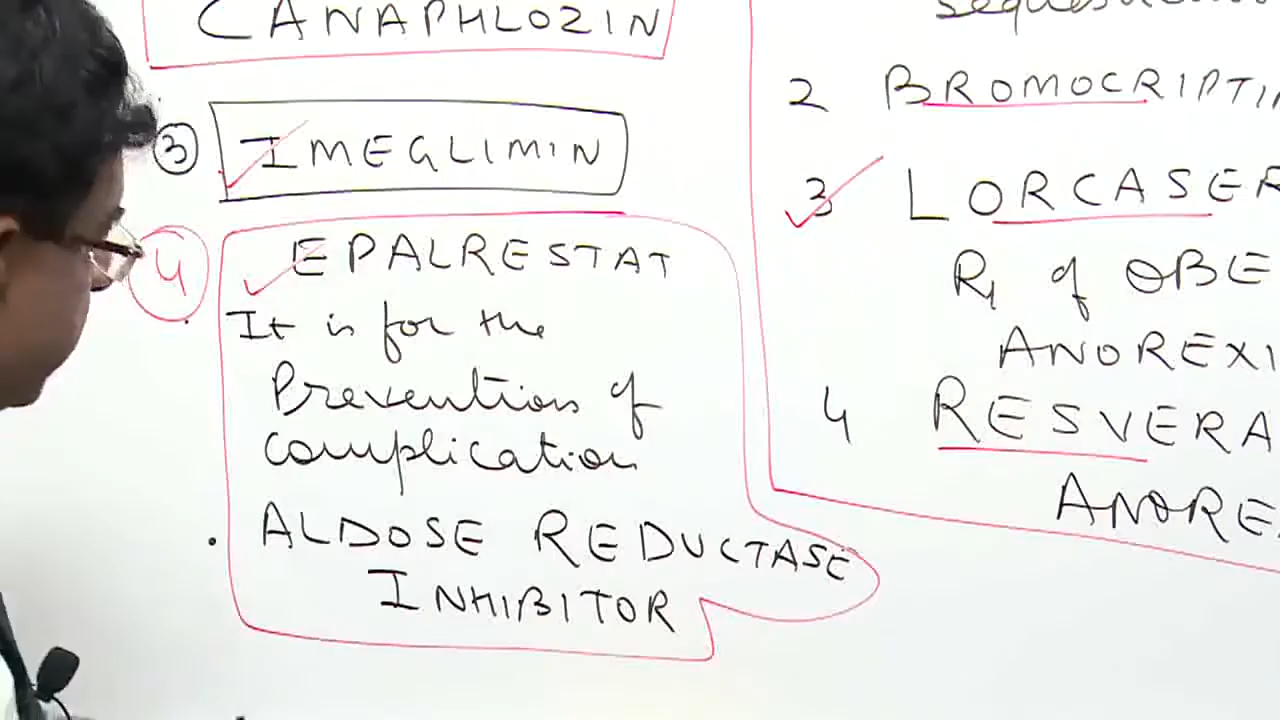 CANAPHLOZIN
③ IMEGLIMIN
④ EPALRESTAT
It is for the
Prevention of
complication
. ALDOSE REDUCTASE
INHIBITOR
2 BROMOCRIPTIN
3 LORCASER
R of OBE
ANOREXI
4 RESVERA
ANORE